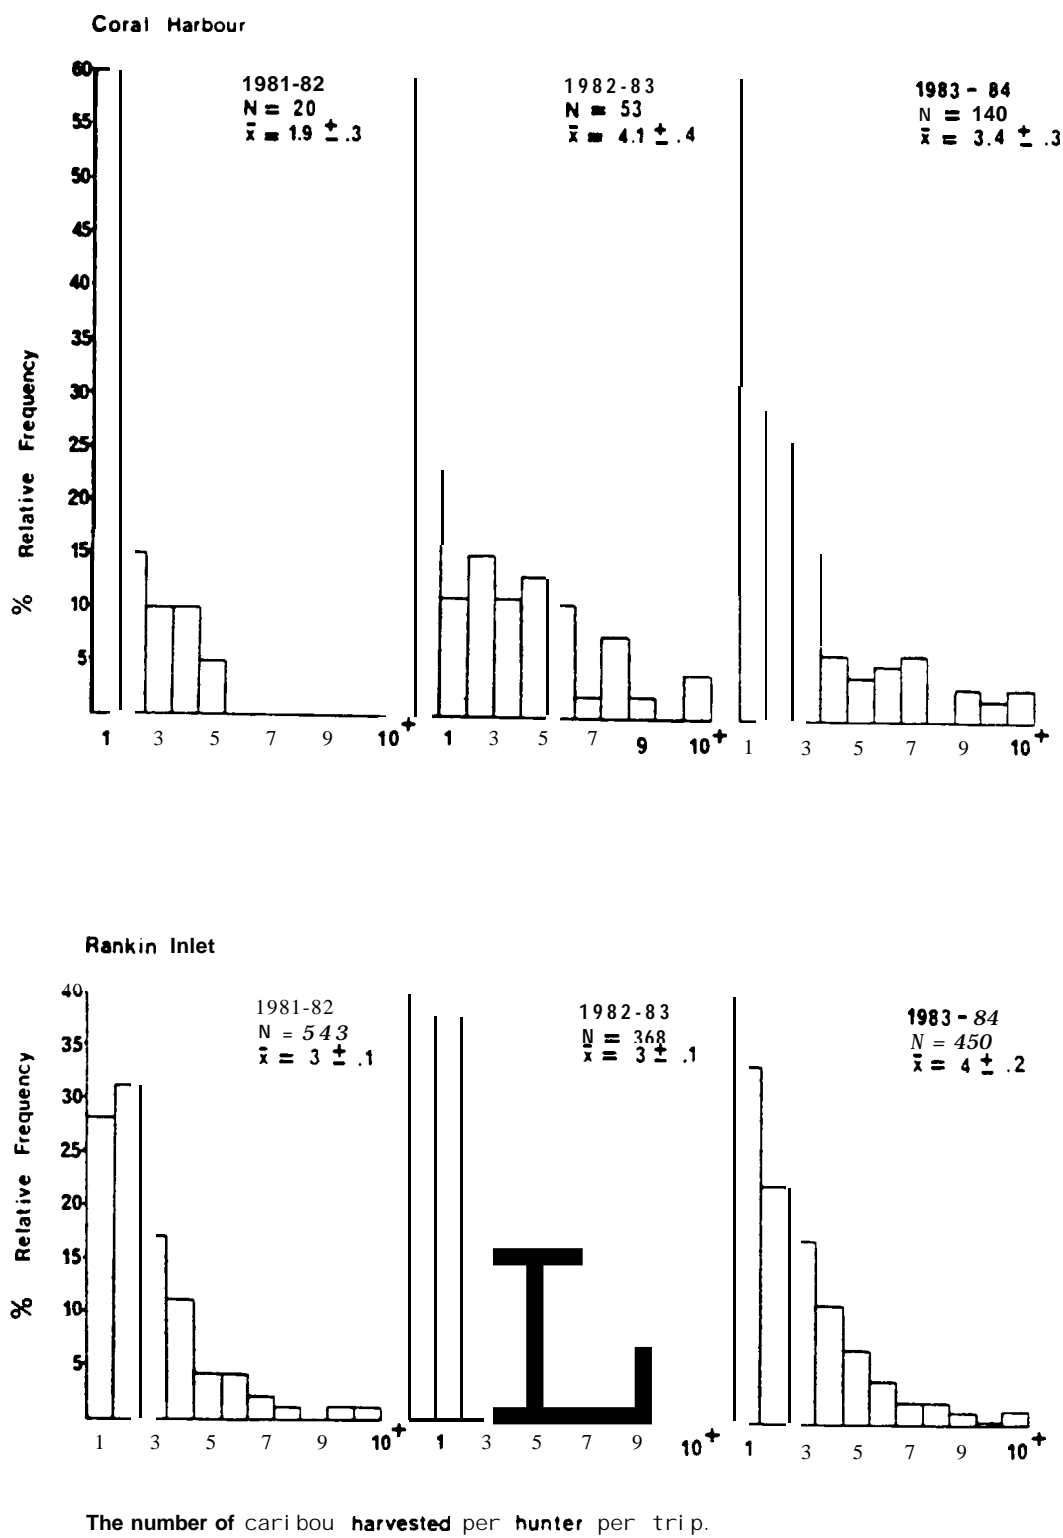 Coral Harbour
1981-82
N = 20
x̄ = 1.9 ± .3
1982-83
N = 53
x̄ = 4.1 ± .4
1983 - 84
N = 140
x̄ = 3.4 ± .3
60
55
50
45
40
35
30
25
20
15
10
5
% Relative Frequency
1 3 5 7 9 10+
1 3 5 7 9 10+
1 3 5 7 9 10+
Rankin Inlet
1981-82
N = 543
x̄ = 3 ± .1
1982-83
N = 368
x̄ = 3 ± .1
1983 - 84
N = 450
x̄ = 4 ± .2
40
35
30
25
20
15
10
5
% Relative Frequency
1 3 5 7 9 10+
1 3 5 7 9 10+
1 3 5 7 9 10+
The number of caribou harvested per hunter per trip.